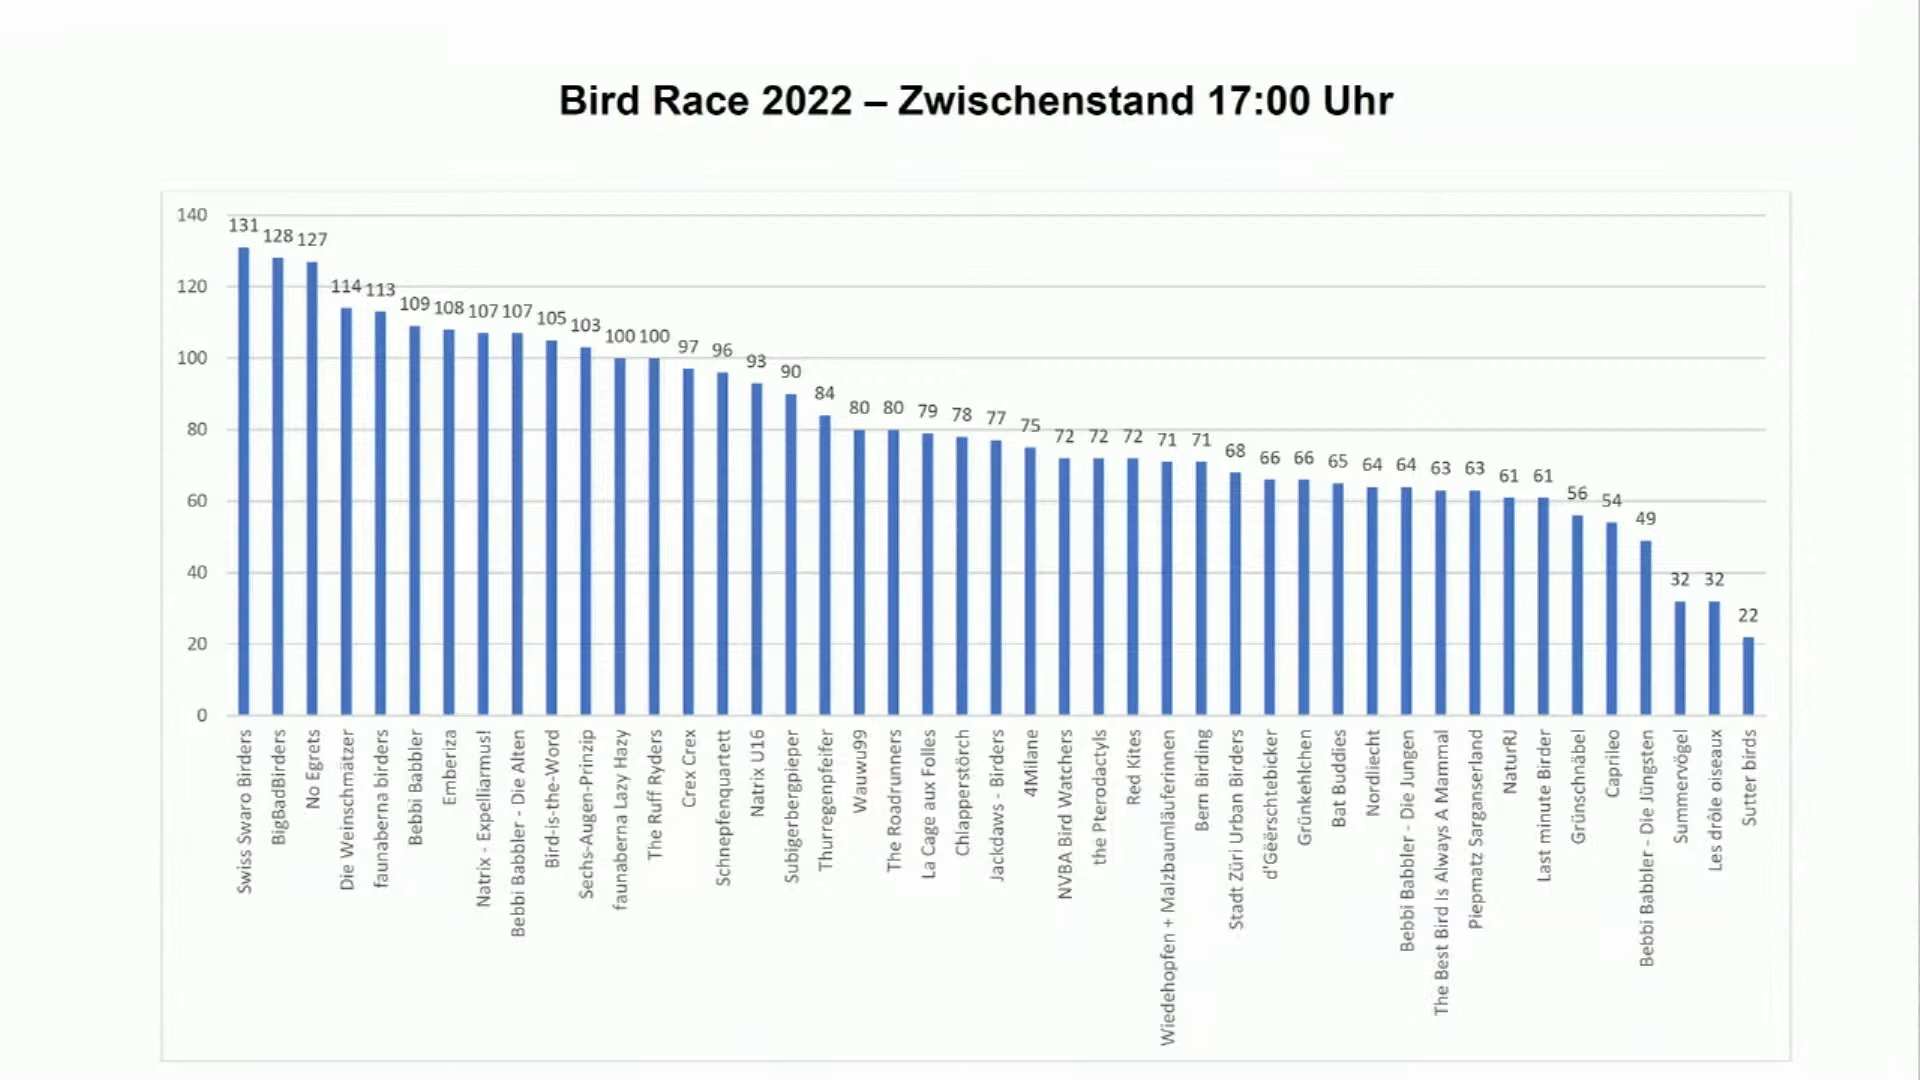 Bird Race 2022 – Zwischenstand 17:00 Uhr
140
120
100
80
60
40
20
0
131
128
127
114
113
109
108
107
107
105
103
100
100
97
96
93
90
84
80
80
79
78
77
75
72
72
72
71
71
68
66
66
65
64
64
63
63
61
61
56
54
49
32
32
22
Swiss Swaro Birders
BigBadBirders
No Egrets
Die Weinschmätzer
faunaberna birders
Bebbi Babbler
Emberiza
Natrix - Expelliarmus!
Bebbi Babbler - Die Alten
Bird-is-the-Word
Sechs-Augen-Prinzip
faunaberna Lazy Hazy
The Ruff Ryders
Crex Crex
Schnepfenquartett
Natrix U16
Subigerbergpieper
Thurregenpfeifer
Wauwu99
The Roadrunners
La Cage aux Folles
Chlapperstörch
Jackdaws - Birders
4Milane
NVBA Bird Watchers
the Pterodactyls
Red Kites
Wiedehopfen + Malzbaumläuferinnen
Bern Birding
Stadt Züri Urban Birders
d'Gëërschtebicker
Grünkehlchen
Bat Buddies
Nordliecht
Bebbi Babbler - Die Jungen
The Best Bird Is Always A Mammal
Piepmatz Sarganserland
NaturRJ
Last minute Birder
Grünschnäbel
Caprileo
Bebbi Babbler - Die Jüngsten
Summervögel
Les drôle oiseaux
Sutter birds